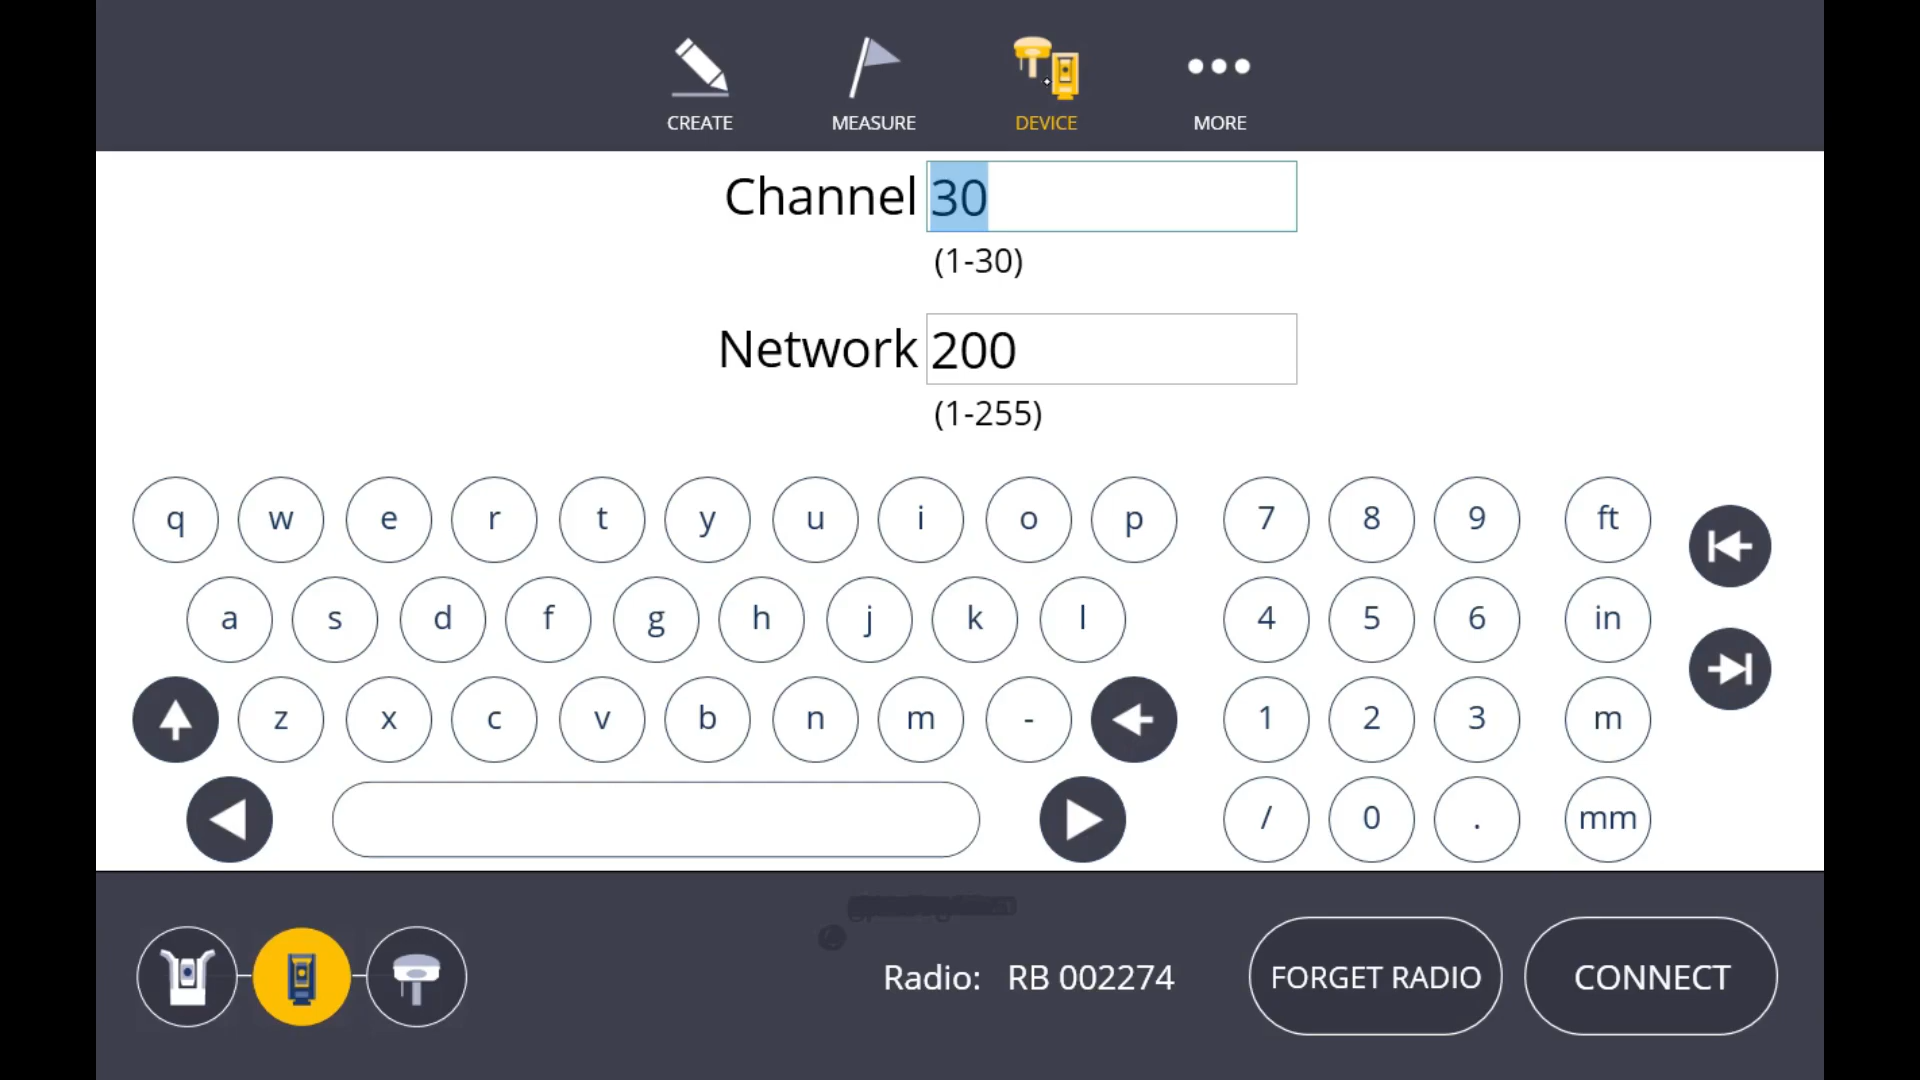 CREATE MEASURE DEVICE MORE
Channel 30
(1-30)
Network 200
(1-255)
q w e r t y u i o p 7 8 9 ft
a s d f g h j k l 4 5 6 in
z x c v b n m - 1 2 3 m
/ 0 . mm
Radio: RB 002274 FORGET RADIO CONNECT